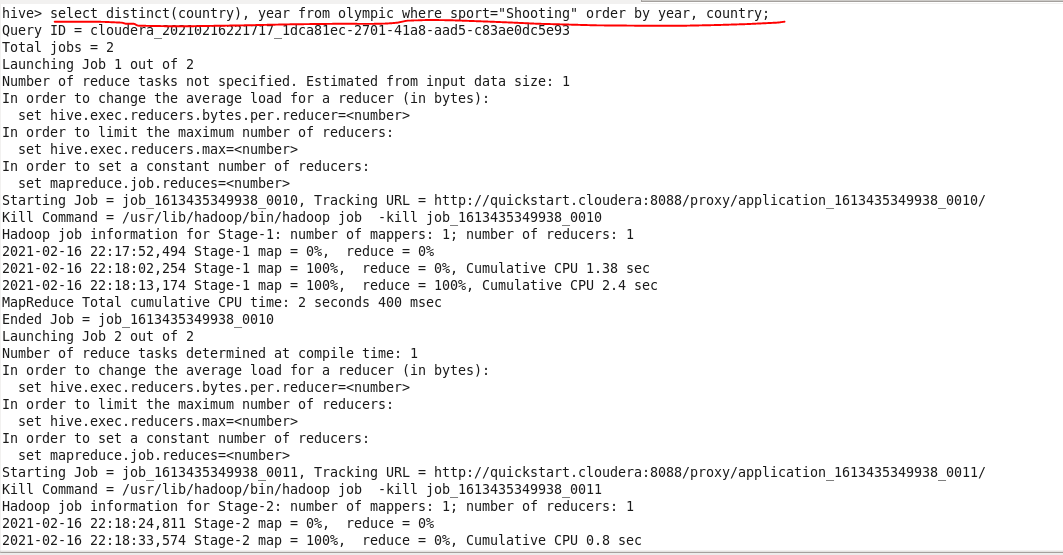 hive> select distinct(country), year from olympic where sport="Shooting" order by year, country;
Query ID = cloudera_20210216221717_1dca81ec-2701-41a8-aad5-c83ae0dc5e93
Total jobs = 2
Launching Job 1 out of 2
Number of reduce tasks not specified. Estimated from input data size: 1
In order to change the average load for a reducer (in bytes):
  set hive.exec.reducers.bytes.per.reducer=<number>
In order to limit the maximum number of reducers:
  set hive.exec.reducers.max=<number>
In order to set a constant number of reducers:
  set mapreduce.job.reduces=<number>
Starting Job = job_1613435349938_0010, Tracking URL = http://quickstart.cloudera:8088/proxy/application_1613435349938_0010/
Kill Command = /usr/lib/hadoop/bin/hadoop job  -kill job_1613435349938_0010
Hadoop job information for Stage-1: number of mappers: 1; number of reducers: 1
2021-02-16 22:17:52,494 Stage-1 map = 0%,  reduce = 0%
2021-02-16 22:18:02,254 Stage-1 map = 100%,  reduce = 0%, Cumulative CPU 1.38 sec
2021-02-16 22:18:13,174 Stage-1 map = 100%,  reduce = 100%, Cumulative CPU 2.4 sec
MapReduce Total cumulative CPU time: 2 seconds 400 msec
Ended Job = job_1613435349938_0010
Launching Job 2 out of 2
Number of reduce tasks determined at compile time: 1
In order to change the average load for a reducer (in bytes):
  set hive.exec.reducers.bytes.per.reducer=<number>
In order to limit the maximum number of reducers:
  set hive.exec.reducers.max=<number>
In order to set a constant number of reducers:
  set mapreduce.job.reduces=<number>
Starting Job = job_1613435349938_0011, Tracking URL = http://quickstart.cloudera:8088/proxy/application_1613435349938_0011/
Kill Command = /usr/lib/hadoop/bin/hadoop job  -kill job_1613435349938_0011
Hadoop job information for Stage-2: number of mappers: 1; number of reducers: 1
2021-02-16 22:18:24,811 Stage-2 map = 0%,  reduce = 0%
2021-02-16 22:18:33,574 Stage-2 map = 100%,  reduce = 0%, Cumulative CPU 0.8 sec